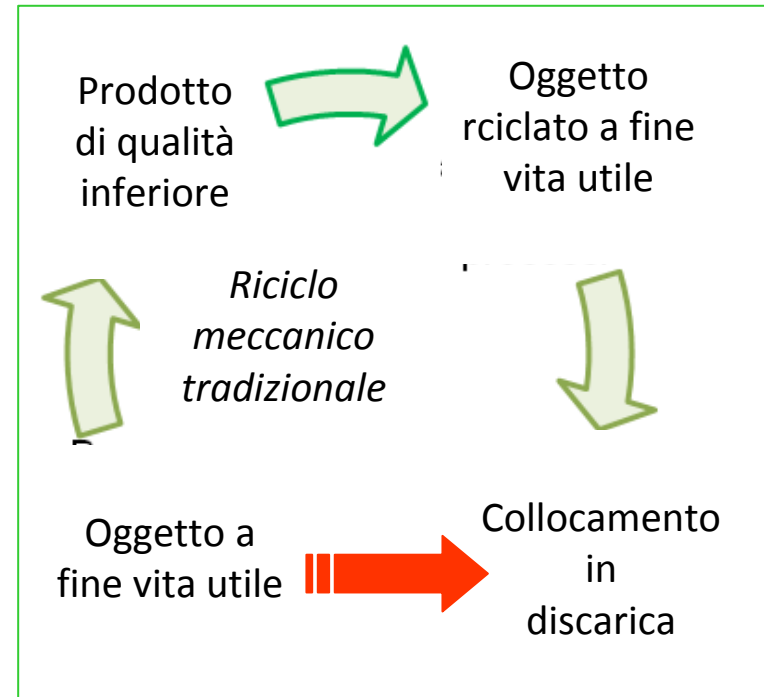 Prodotto
di qualità
inferiore
Oggetto
rciclato a fine
vita utile
Riciclo
meccanico
tradizionale
Oggetto a
fine vita utile
Collocamento
in
discarica